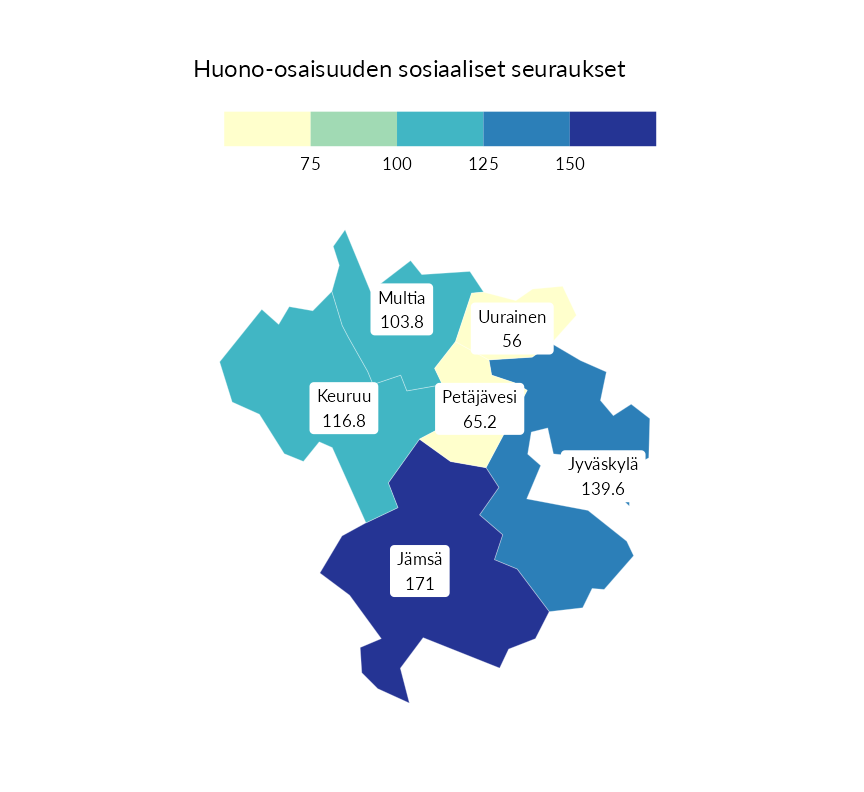 Huono-osaisuuden sosiaaliset seuraukset
75 100 125 150
Multia
103.8
Uurainen
56
Keuruu
116.8
Petäjävesi
65.2
Jyväskylä
139.6
Jämsä
171